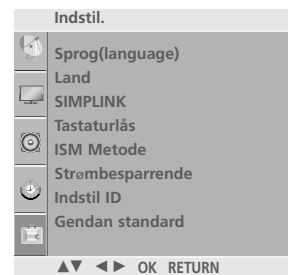 Indstil.
Sprog(language)
Land
SIMPLINK
Tastaturlås
ISM Metode
Strømbesparrende
Indstil ID
Gendan standard
▲▼ ◄► OK RETURN